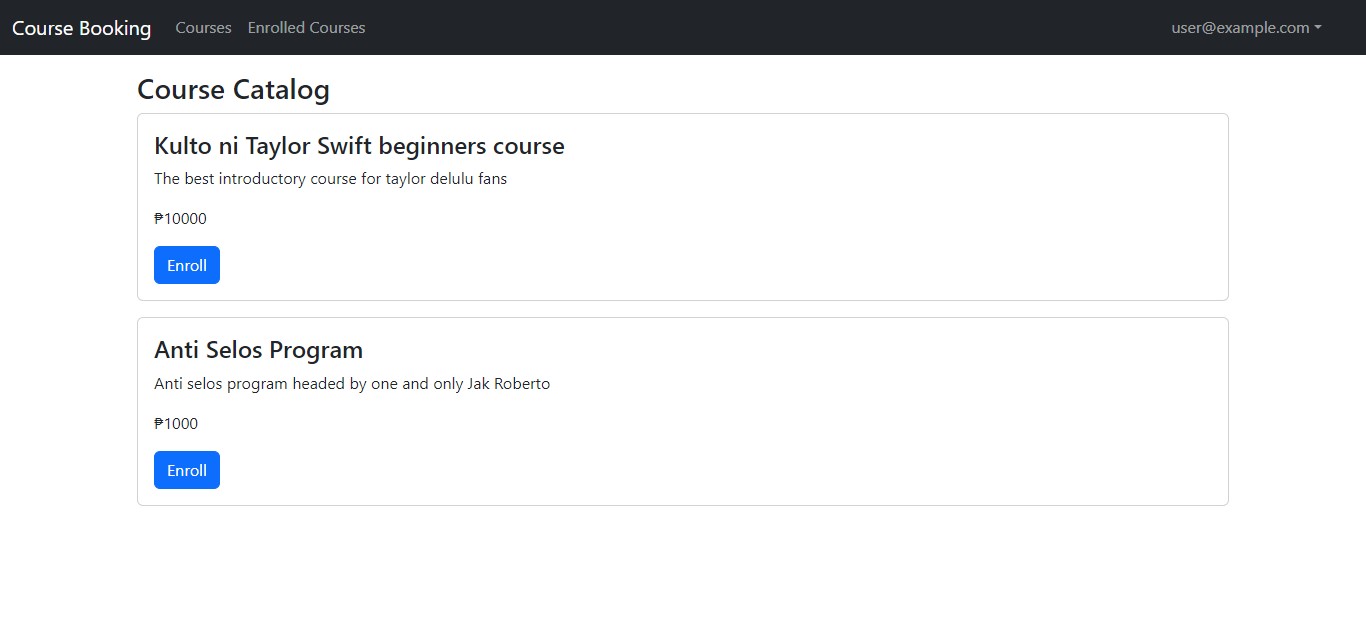 Course Booking Courses Enrolled Courses user@example.com
Course Catalog
Kulto ni Taylor Swift beginners course
The best introductory course for taylor delulu fans
₱10000
Enroll
Anti Selos Program
Anti selos program headed by one and only Jak Roberto
₱1000
Enroll